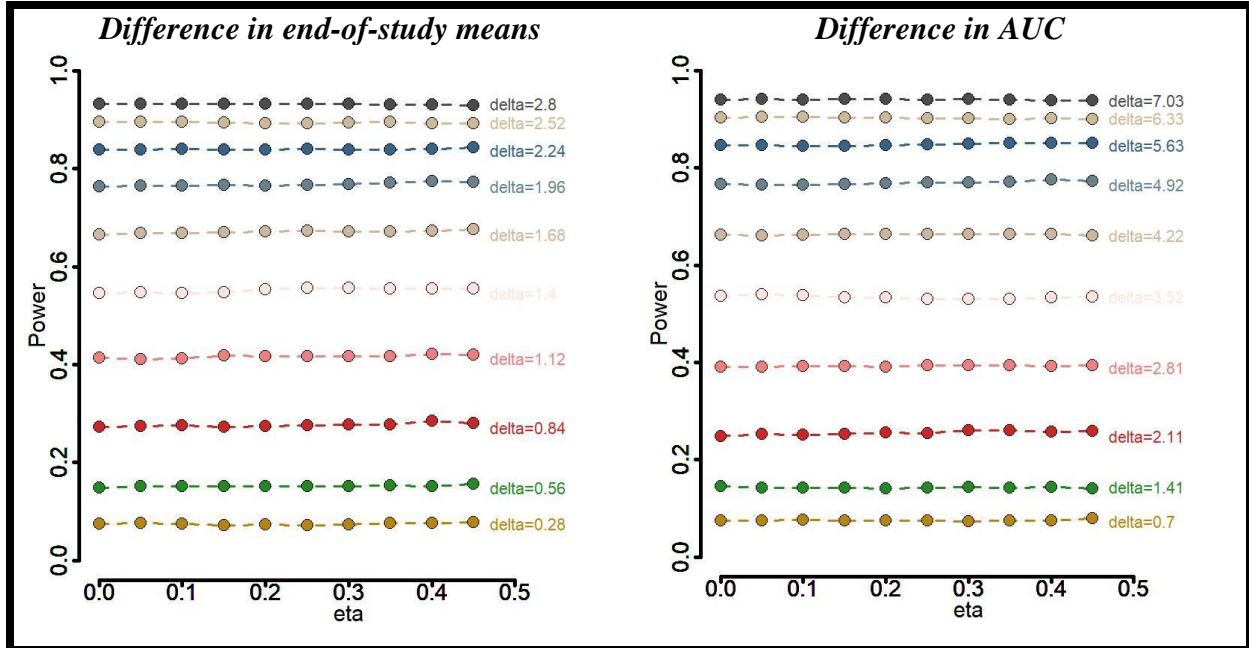 Difference in end-of-study means
Power
1.0
0.8
0.6
0.4
0.2
0.0
delta=2.8
delta=2.52
delta=2.24
delta=1.96
delta=1.68
delta=1.4
delta=1.12
delta=0.84
delta=0.56
delta=0.28
0.0 0.1 0.2 0.3 0.4 0.5
eta
Difference in AUC
Power
1.0
0.8
0.6
0.4
0.2
0.0
delta=7.03
delta=6.33
delta=5.63
delta=4.92
delta=4.22
delta=3.52
delta=2.81
delta=2.11
delta=1.41
delta=0.7
0.0 0.1 0.2 0.3 0.4 0.5
eta